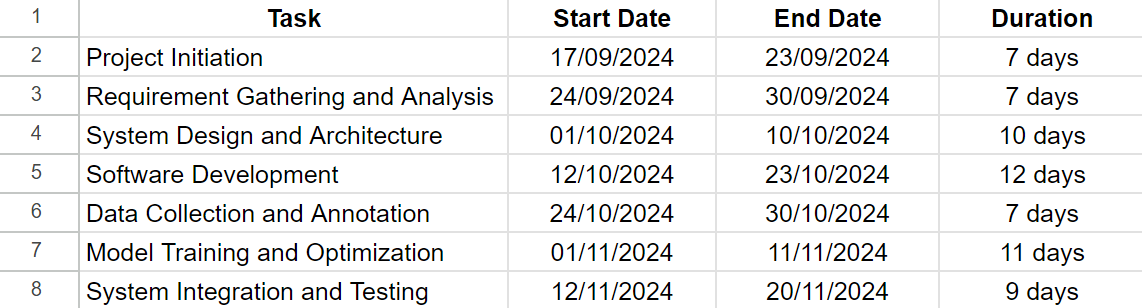 1 Task Start Date End Date Duration
2 Project Initiation 17/09/2024 23/09/2024 7 days
3 Requirement Gathering and Analysis 24/09/2024 30/09/2024 7 days
4 System Design and Architecture 01/10/2024 10/10/2024 10 days
5 Software Development 12/10/2024 23/10/2024 12 days
6 Data Collection and Annotation 24/10/2024 30/10/2024 7 days
7 Model Training and Optimization 01/11/2024 11/11/2024 11 days
8 System Integration and Testing 12/11/2024 20/11/2024 9 days